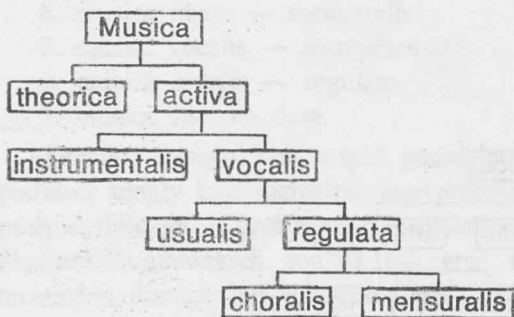 Musica
theorica activa
instrumentalis vocalis
usualis regulata
choralis mensuralis